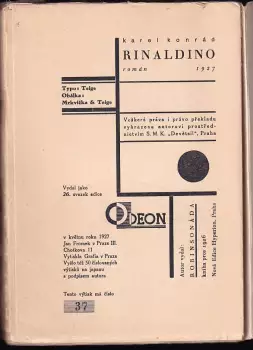 karel konrád
RINALDINO
román 1927
Typo: Teige
Obálka:
Mrkvička & Teige
Veškerá práva i právo překladu
vyhrazena autorovi prostřed-
nictvím S. M. K. „Devětsil", Praha
Vydal jako
26. svazek edice
ODEON
v květnu roku 1927
Jan Fromek v Praze III.
Chotkova 11
Vytiskla Grafia v Praze
Vyšlo též 50 číslovaných
výtisků na japanu
s podpisem autora
Tento výtisk má číslo
37
Autor vydal:
ROBINSONÁDA
kniha prós 1926
Nová Edice Hyperion, Praha